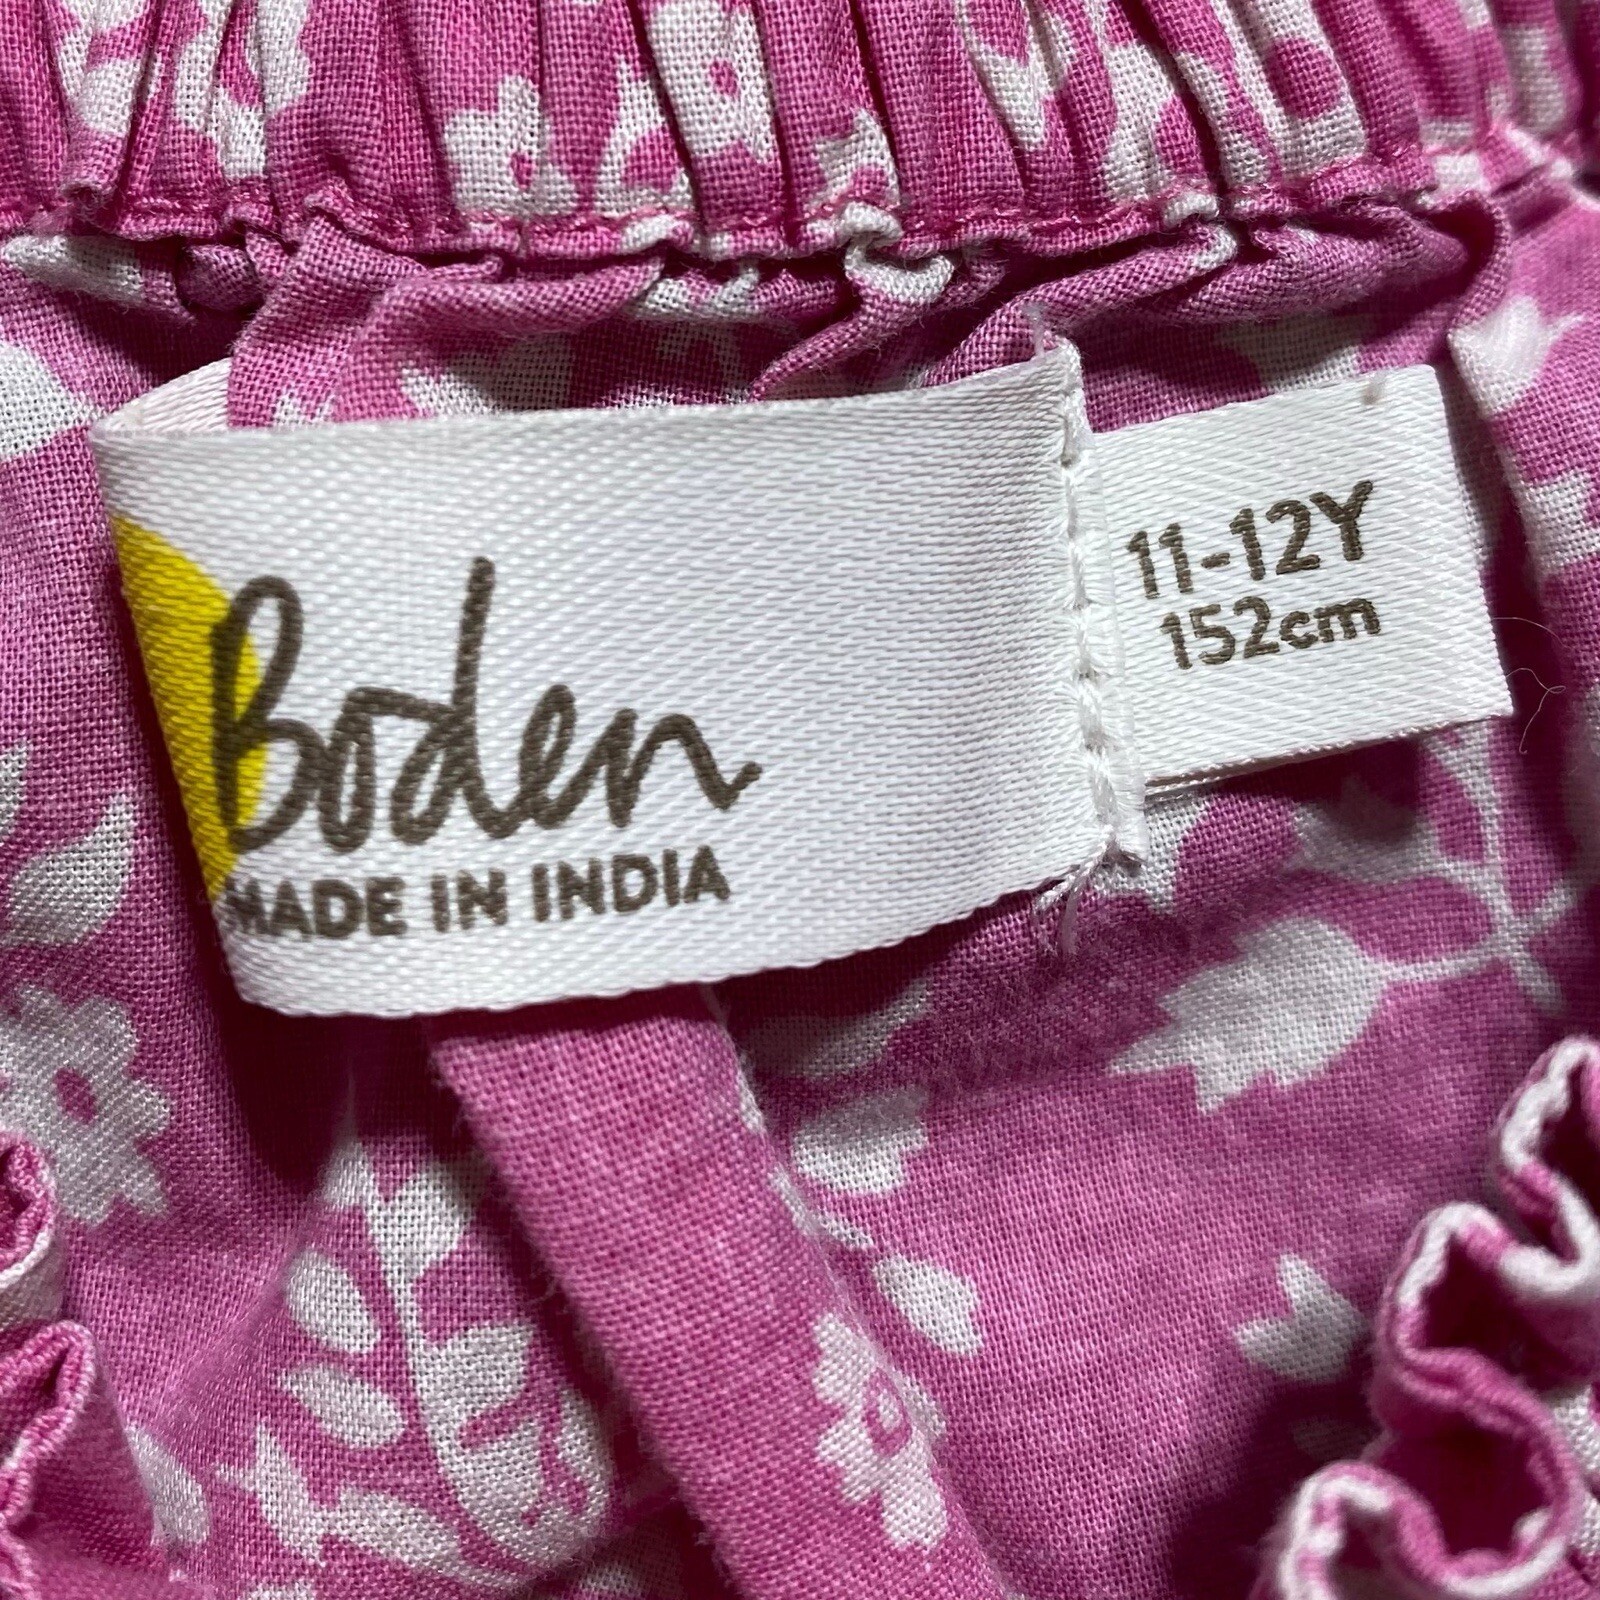 Boden
MADE IN INDIA
11-12Y
152cm